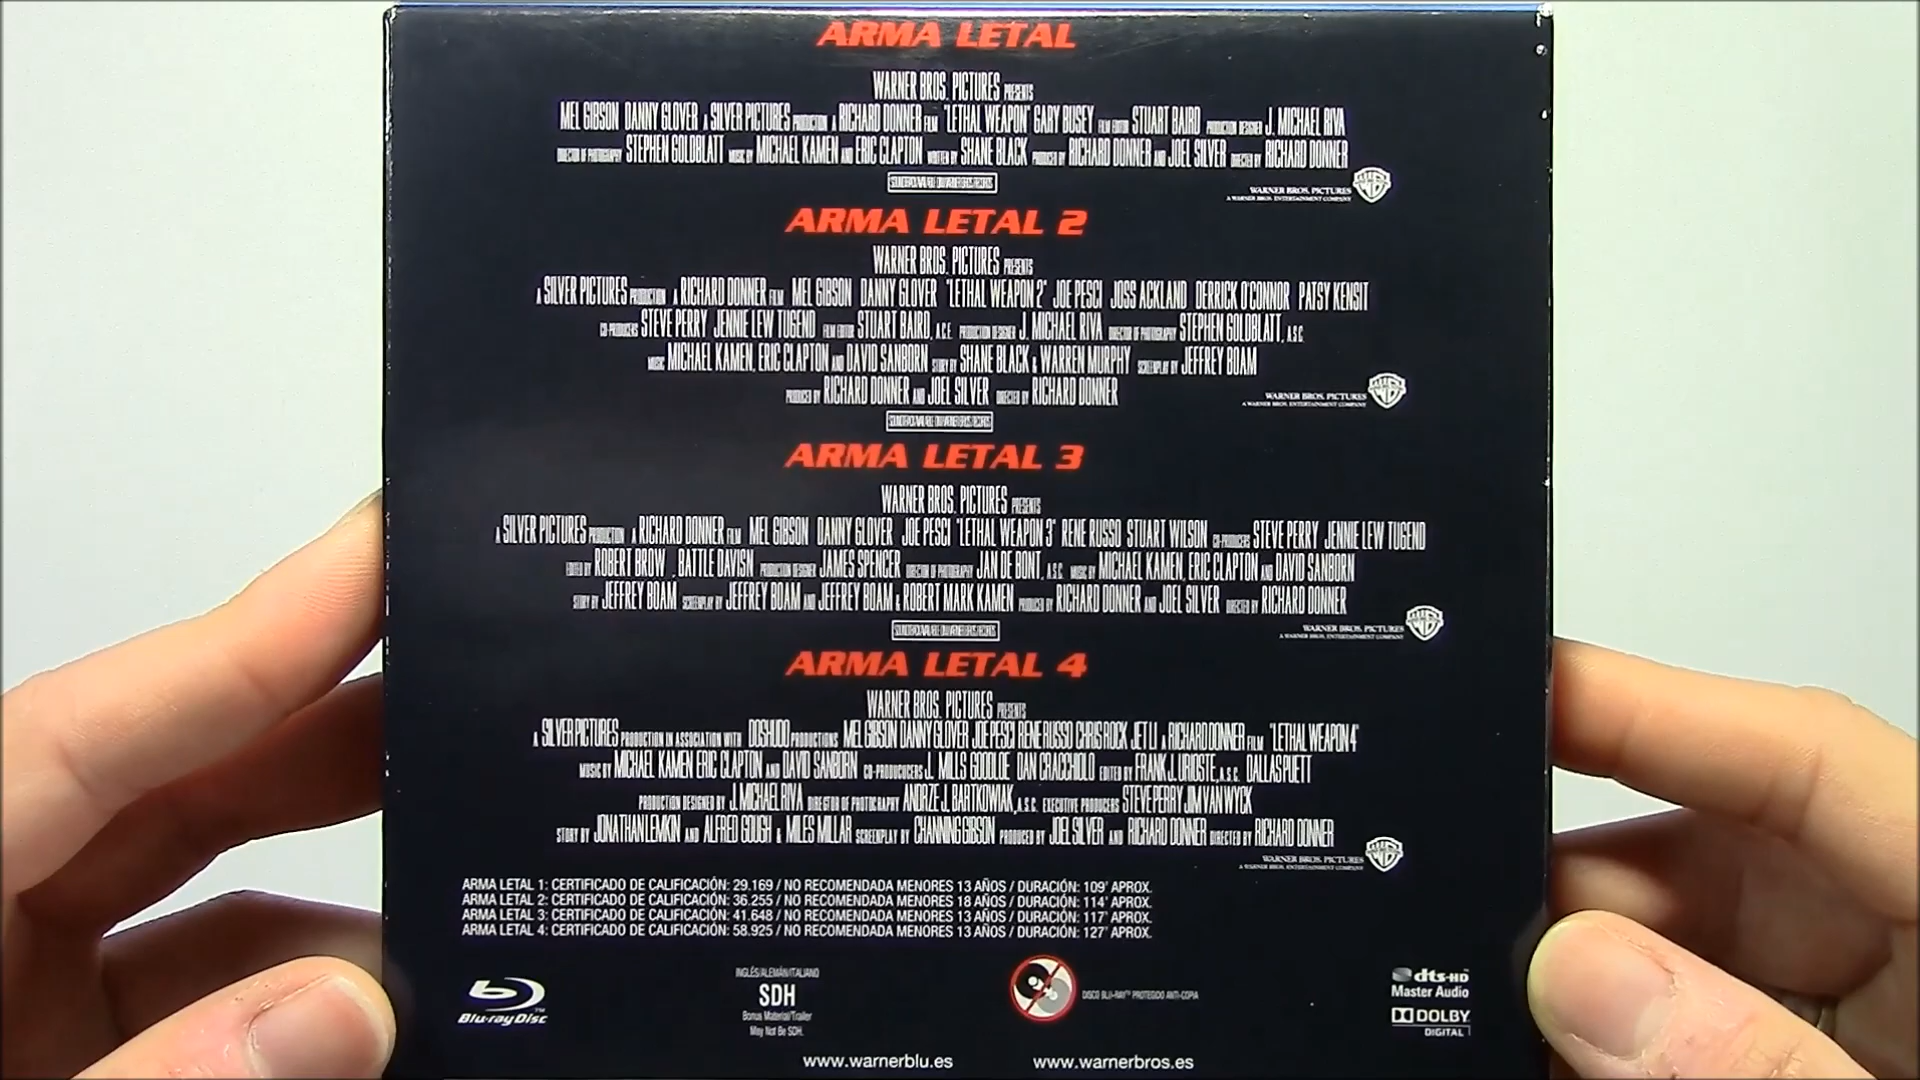 ARMA LETAL
WARNER BROS. PICTURES PRESENTS
MEL GIBSON DANNY GLOVER A SILVER PICTURES PRODUCTION A RICHARD DONNER FILM "LETHAL WEAPON" GARY BUSEY FILM EDITOR STUART BAIRD PRODUCTION DESIGNER J. MICHAEL RIVA
DIRECTOR OF PHOTOGRAPHY STEPHEN GOLDBLATT MUSIC BY MICHAEL KAMEN AND ERIC CLAPTON WRITTEN BY SHANE BLACK PRODUCED BY RICHARD DONNER AND JOEL SILVER DIRECTED BY RICHARD DONNER
WARNER BROS. PICTURES
A WARNER BROS. ENTERTAINMENT COMPANY
ARMA LETAL 2
WARNER BROS. PICTURES PRESENTS
A SILVER PICTURES PRODUCTION A RICHARD DONNER FILM MEL GIBSON DANNY GLOVER "LETHAL WEAPON 2" JOE PESCI JOSS ACKLAND DERRICK O'CONNOR PATSY KENSIT
CO-PRODUCERS STEVE PERRY JENNIE LEW TUGEND FILM EDITOR STUART BAIRD, A.C.E. PRODUCTION DESIGNER J. MICHAEL RIVA DIRECTOR OF PHOTOGRAPHY STEPHEN GOLDBLATT, A.S.C.
MUSIC MICHAEL KAMEN, ERIC CLAPTON AND DAVID SANBORN STORY BY SHANE BLACK & WARREN MURPHY SCREENPLAY BY JEFFREY BOAM
PRODUCED BY RICHARD DONNER AND JOEL SILVER DIRECTED BY RICHARD DONNER
WARNER BROS. PICTURES
A WARNER BROS. ENTERTAINMENT COMPANY
ARMA LETAL 3
WARNER BROS. PICTURES PRESENTS
A SILVER PICTURES PRODUCTION A RICHARD DONNER FILM MEL GIBSON DANNY GLOVER JOE PESCI "LETHAL WEAPON 3" RENE RUSSO STUART WILSON CO-PRODUCERS STEVE PERRY JENNIE LEW TUGEND
EDITED BY ROBERT BROW , BATTLE DAVISN PRODUCTION DESIGNER JAMES SPENCER DIRECTOR OF PHOTOGRAPHY JAN DE BONT, A.S.C. MUSIC BY MICHAEL KAMEN, ERIC CLAPTON AND DAVID SANBORN
STORY BY JEFFREY BOAM SCREENPLAY BY JEFFREY BOAM AND JEFFREY BOAM & ROBERT MARK KAMEN PRODUCED BY RICHARD DONNER AND JOEL SILVER DIRECTED BY RICHARD DONNER
WARNER BROS. PICTURES
A WARNER BROS. ENTERTAINMENT COMPANY
ARMA LETAL 4
WARNER BROS. PICTURES PRESENTS
A SILVER PICTURES PRODUCTION IN ASSOCIATION WITH DOSHUDO PRODUCTIONS MEL GIBSON DANNY GLOVER JOE PESCI RENE RUSSO CHRIS ROCK JET LI A RICHARD DONNER FILM "LETHAL WEAPON 4"
MUSIC BY MICHAEL KAMEN ERIC CLAPTON AND DAVID SANBORN CO-PRODUCUCERS J. MILLS GOODLOE DAN CRACCHIOLO EDITED BY FRANK J. URIOSTE, A.S.C. DALLAS PUETT
PRODUCTION DESIGNED BY J. MICHAEL RIVA DIRECTOR OF PHOTOGRAPHY ANDRZE J. BARTKOWIAK, A.S.C. EXECUTIVE PRODUCERS STEVE PERRY JIM VAN WYCK
STORY BY JONATHAN LEMKIN AND ALFRED GOUGH & MILES MILLAR SCREENPLAY BY CHANNING GIBSON PRODUCED BY JOEL SILVER AND RICHARD DONNER DIRECTED BY RICHARD DONNER
WARNER BROS. PICTURES
A WARNER BROS. ENTERTAINMENT COMPANY
ARMA LETAL 1: CERTIFICADO DE CALIFICACIÓN: 29.169 / NO RECOMENDADA MENORES 13 AÑOS / DURACIÓN: 109' APROX.
ARMA LETAL 2: CERTIFICADO DE CALIFICACIÓN: 36.255 / NO RECOMENDADA MENORES 18 AÑOS / DURACIÓN: 114' APROX.
ARMA LETAL 3: CERTIFICADO DE CALIFICACIÓN: 41.648 / NO RECOMENDADA MENORES 13 AÑOS / DURACIÓN: 117' APROX.
ARMA LETAL 4: CERTIFICADO DE CALIFICACIÓN: 58.925 / NO RECOMENDADA MENORES 13 AÑOS / DURACIÓN: 127' APROX.
Blu-ray Disc
INGLÉS/ALEMÁN/ITALIANO
SDH
Bonus Material/Trailer
May Not Be SDH.
DISCO BLU-RAY™ PROTEGIDO ANTI-COPIA
dts-HD
Master Audio
DOLBY
DIGITAL
www.warnerblu.es
www.warnerbros.es